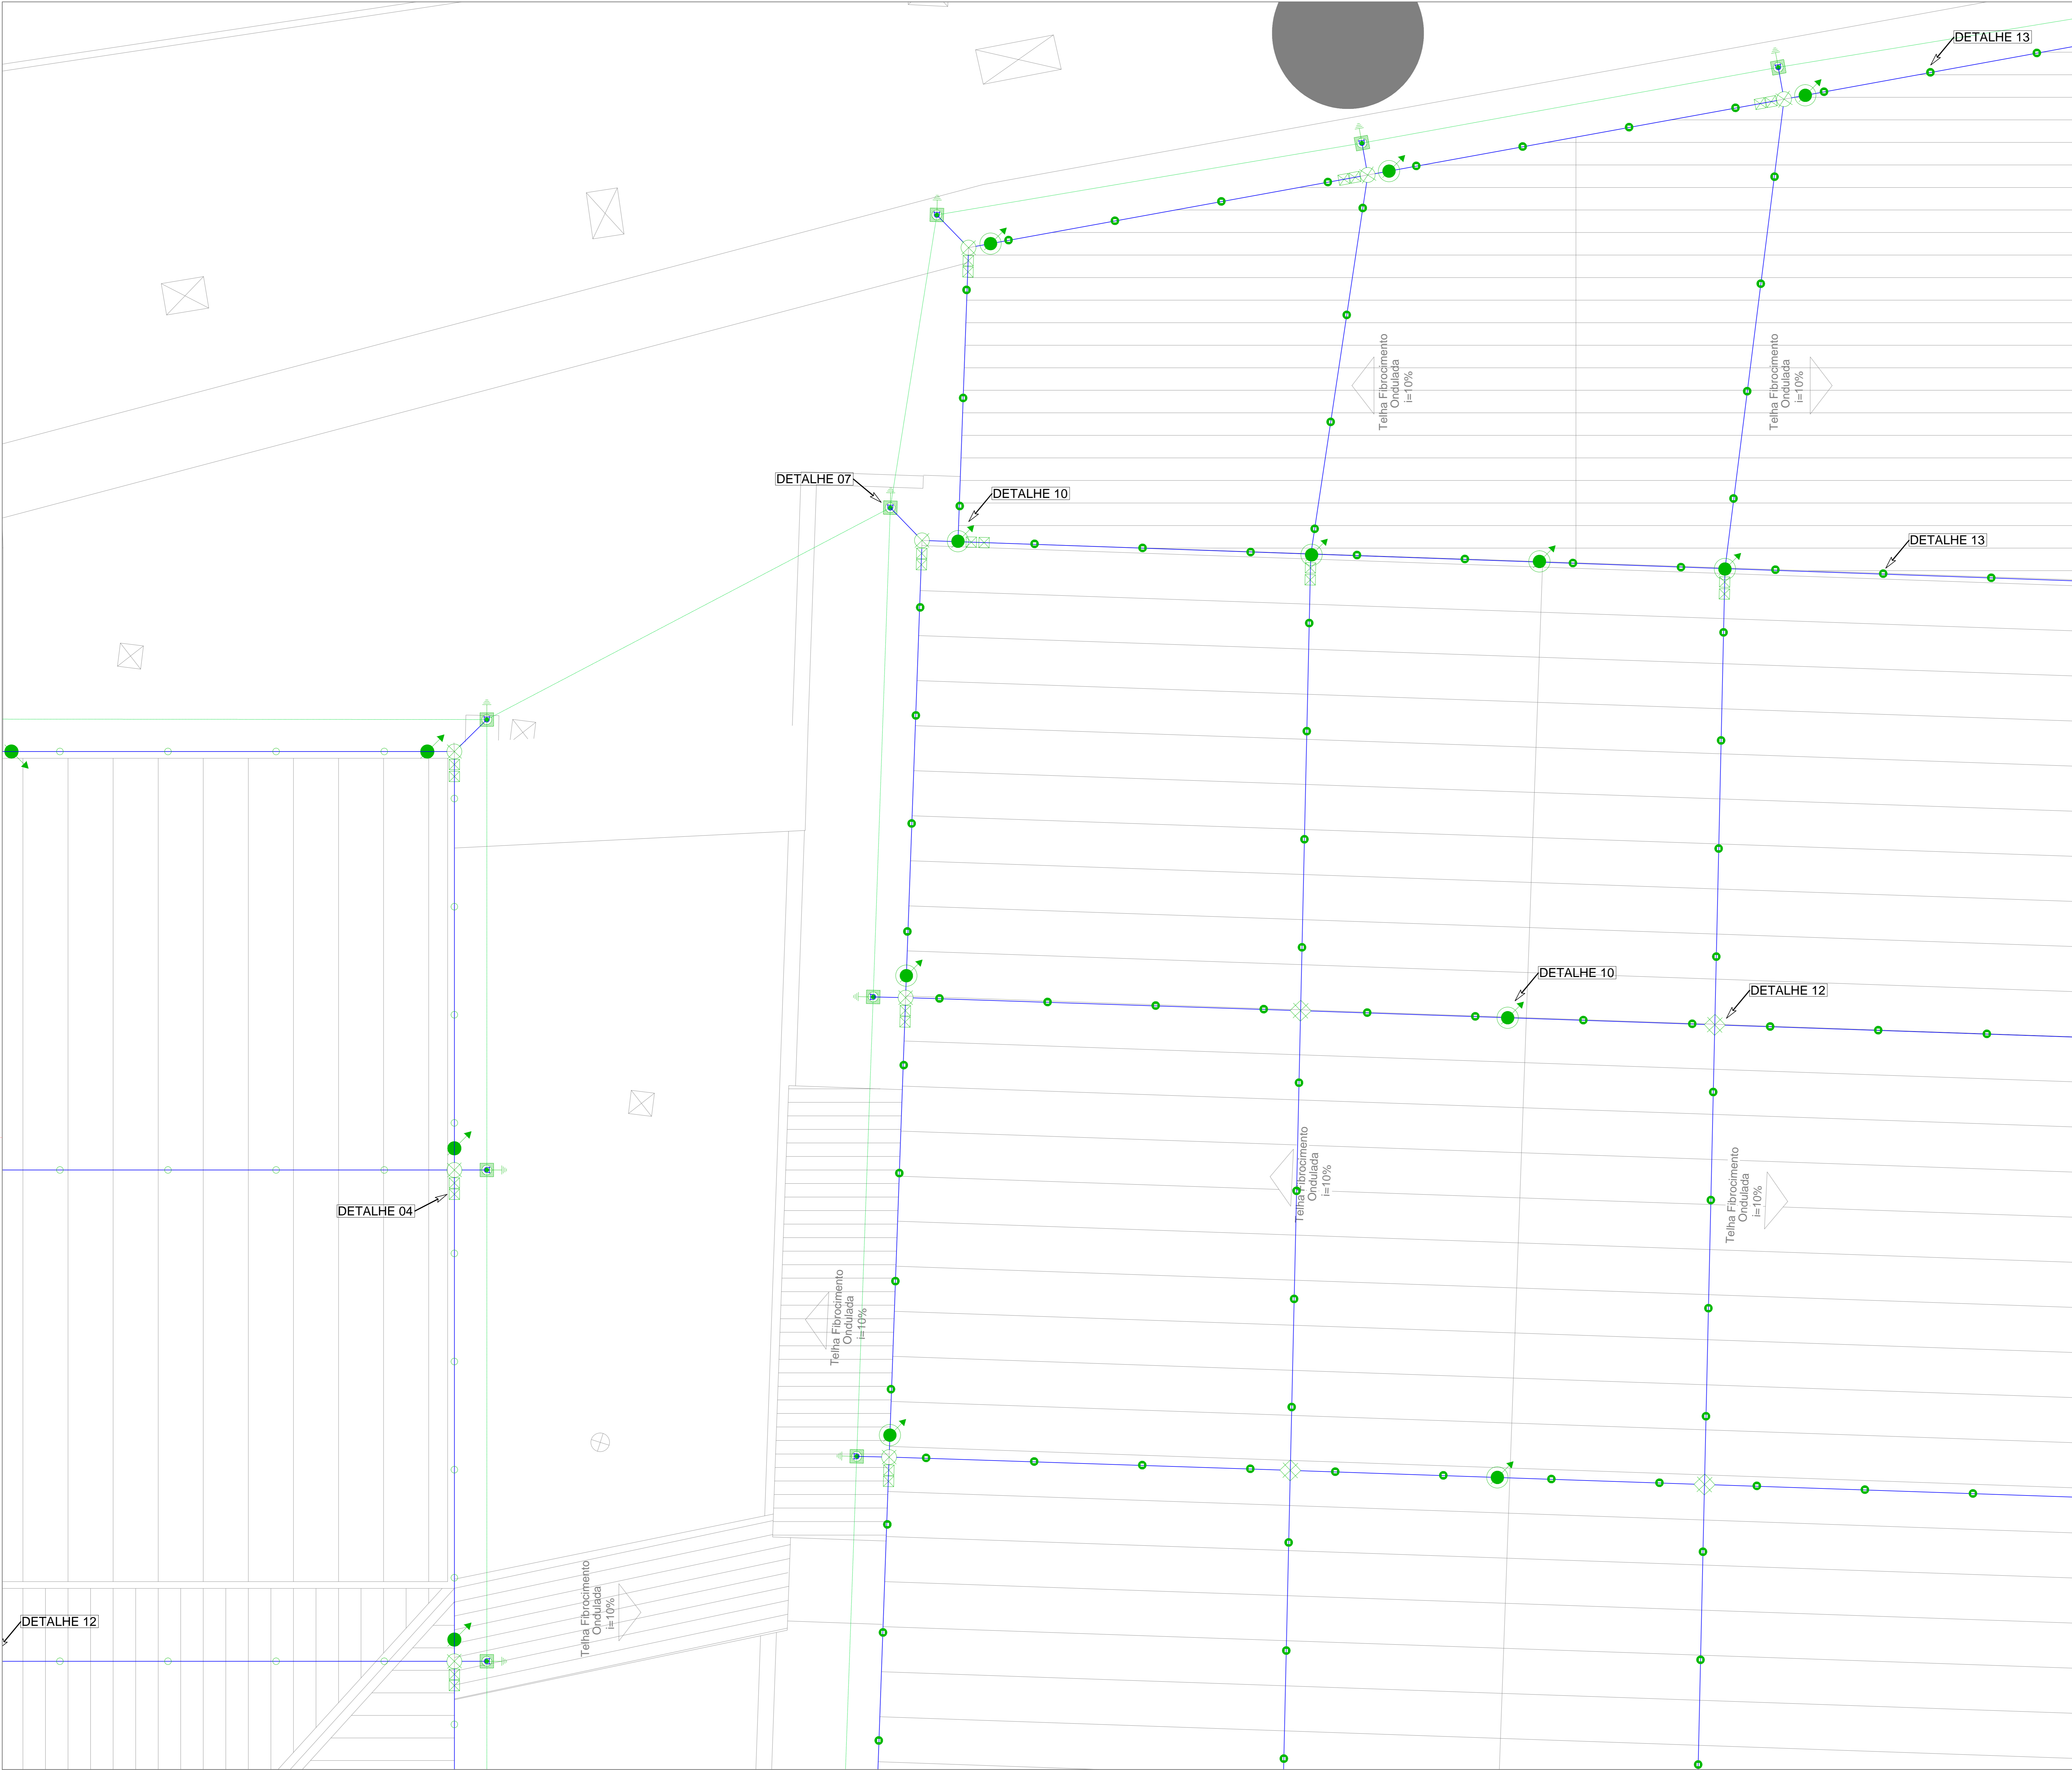 DETALHE 13
Telha Fibrocimento
Ondulada
i=10%
Telha Fibrocimento
Ondulada
i=10%
DETALHE 07
DETALHE 10
DETALHE 13
DETALHE 10
DETALHE 12
Telha Fibrocimento
Ondulada
i=10%
Telha Fibrocimento
Ondulada
i=10%
DETALHE 04
Telha Fibrocimento
Ondulada
i=10%
Telha Fibrocimento
Ondulada
i=10%
DETALHE 12